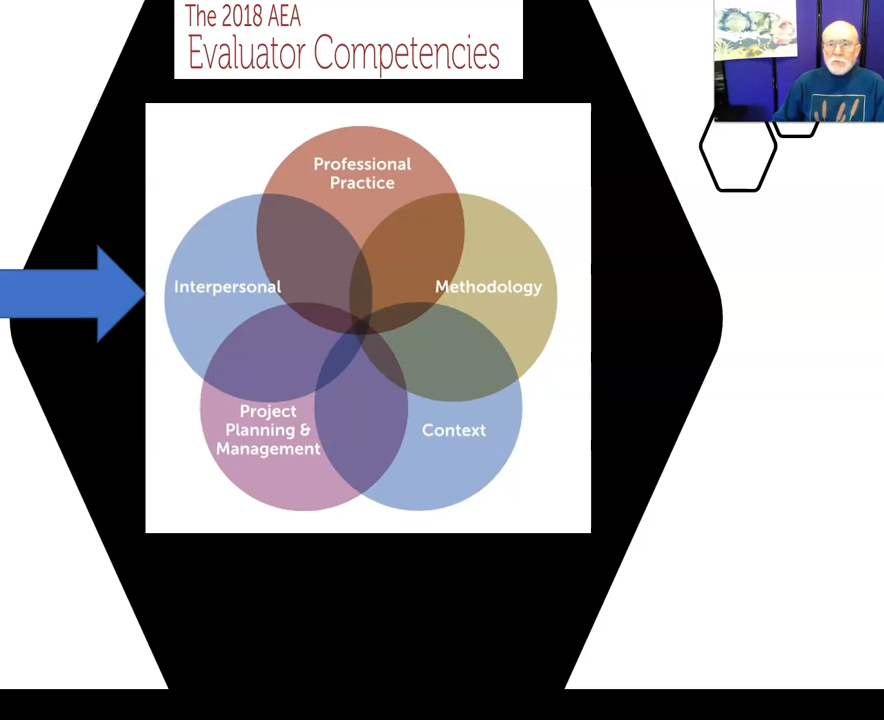 The 2018 AEA
Evaluator Competencies
Professional
Practice
Interpersonal
Methodology
Project
Planning &
Management
Context